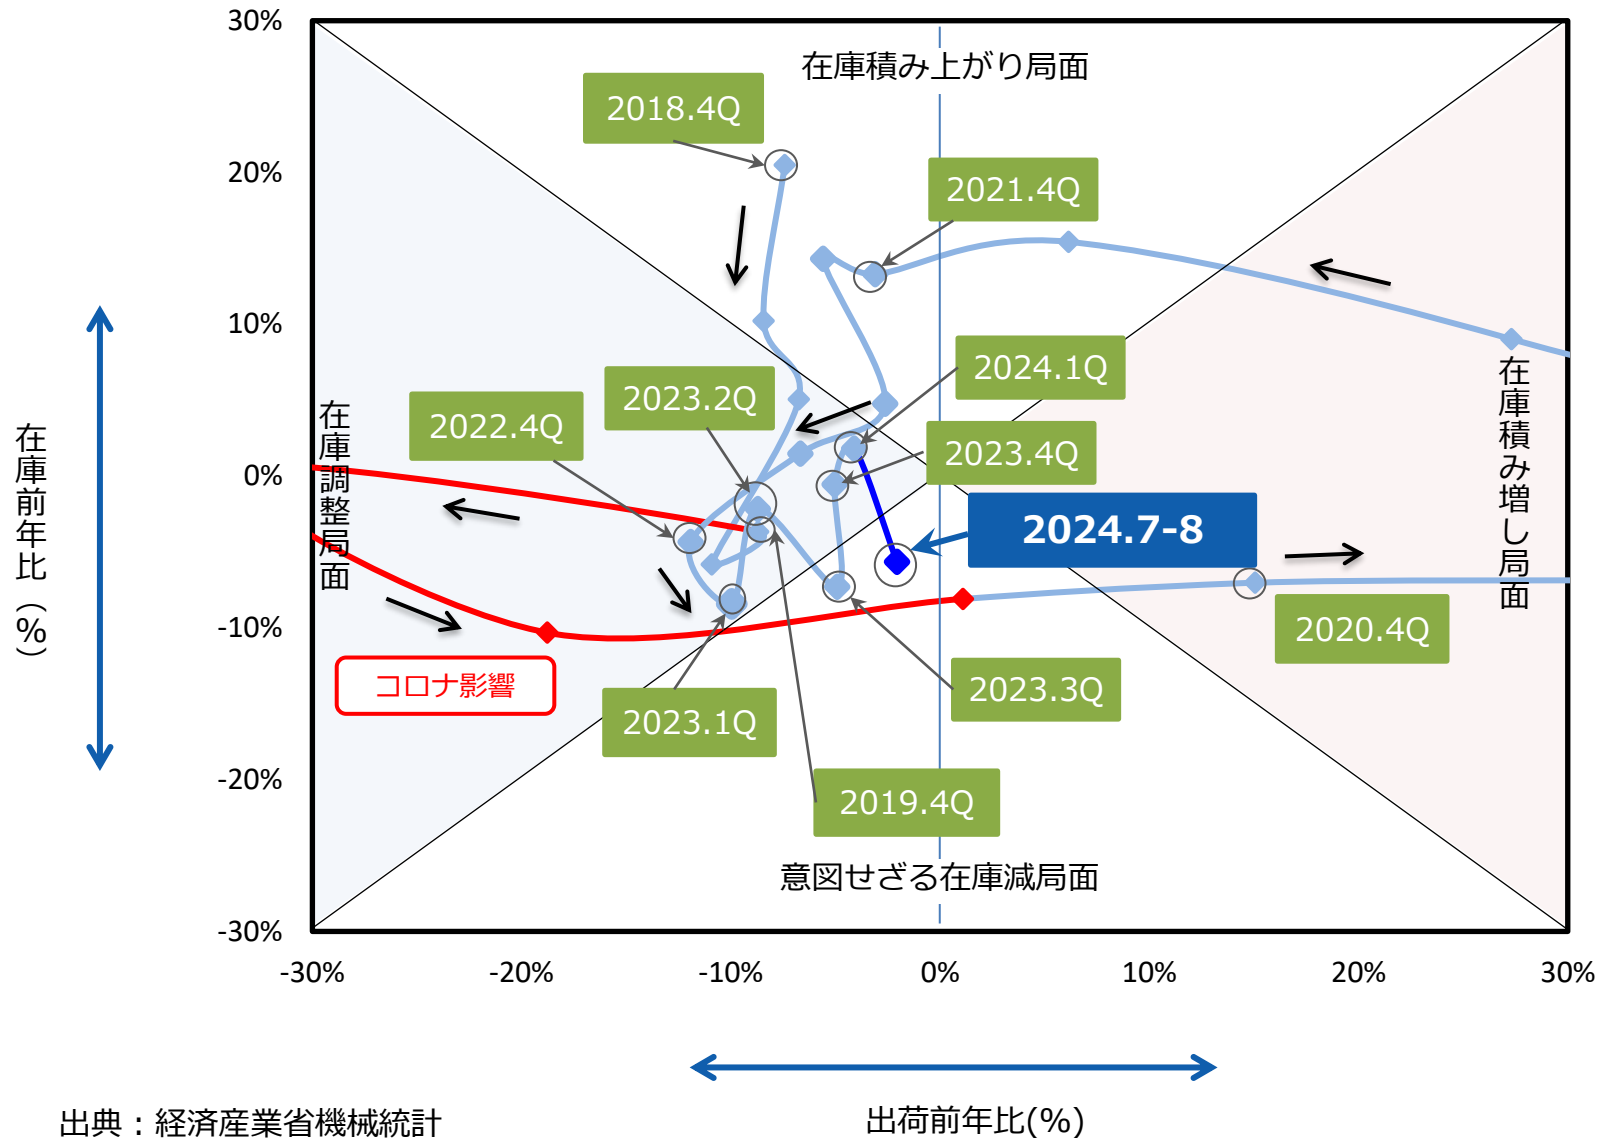 30%
20%
10%
0%
-10%
-20%
-30%
在庫前年比(%)
在庫積み上がり局面
2018.4Q
2021.4Q
2024.1Q
2023.2Q
2022.4Q
2023.4Q
在庫調整局面
在庫積み増し局面
2024.7-8
2020.4Q
コロナ影響
2023.1Q
2023.3Q
2019.4Q
意図せざる在庫減局面
-30%
-20%
-10%
0%
10%
20%
30%
出荷前年比(%)
出典：経済産業省機械統計